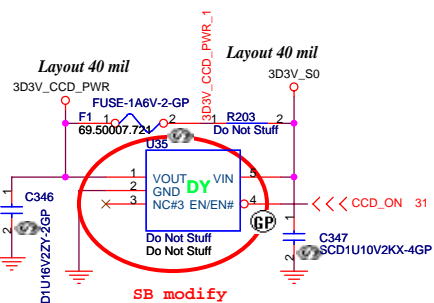 Layout 40 mil
Layout 40 mil
3D3V_CCD_PWR
3D3V_CCD_PWR_1
3D3V_S0
FUSE-1A6V-2-GP
F1
1
2
R203
69.50007.721
Do Not Stuff
U35
1
VOUT
DY
VIN
5
2
GND
3
NC#3
EN/EN#
4
CCD_ON
31
GP
1
C346
2
D1U16V2ZY-2GP
Do Not Stuff
Do Not Stuff
1
C347
SCD1U10V2KX-4GP
2
SB modify